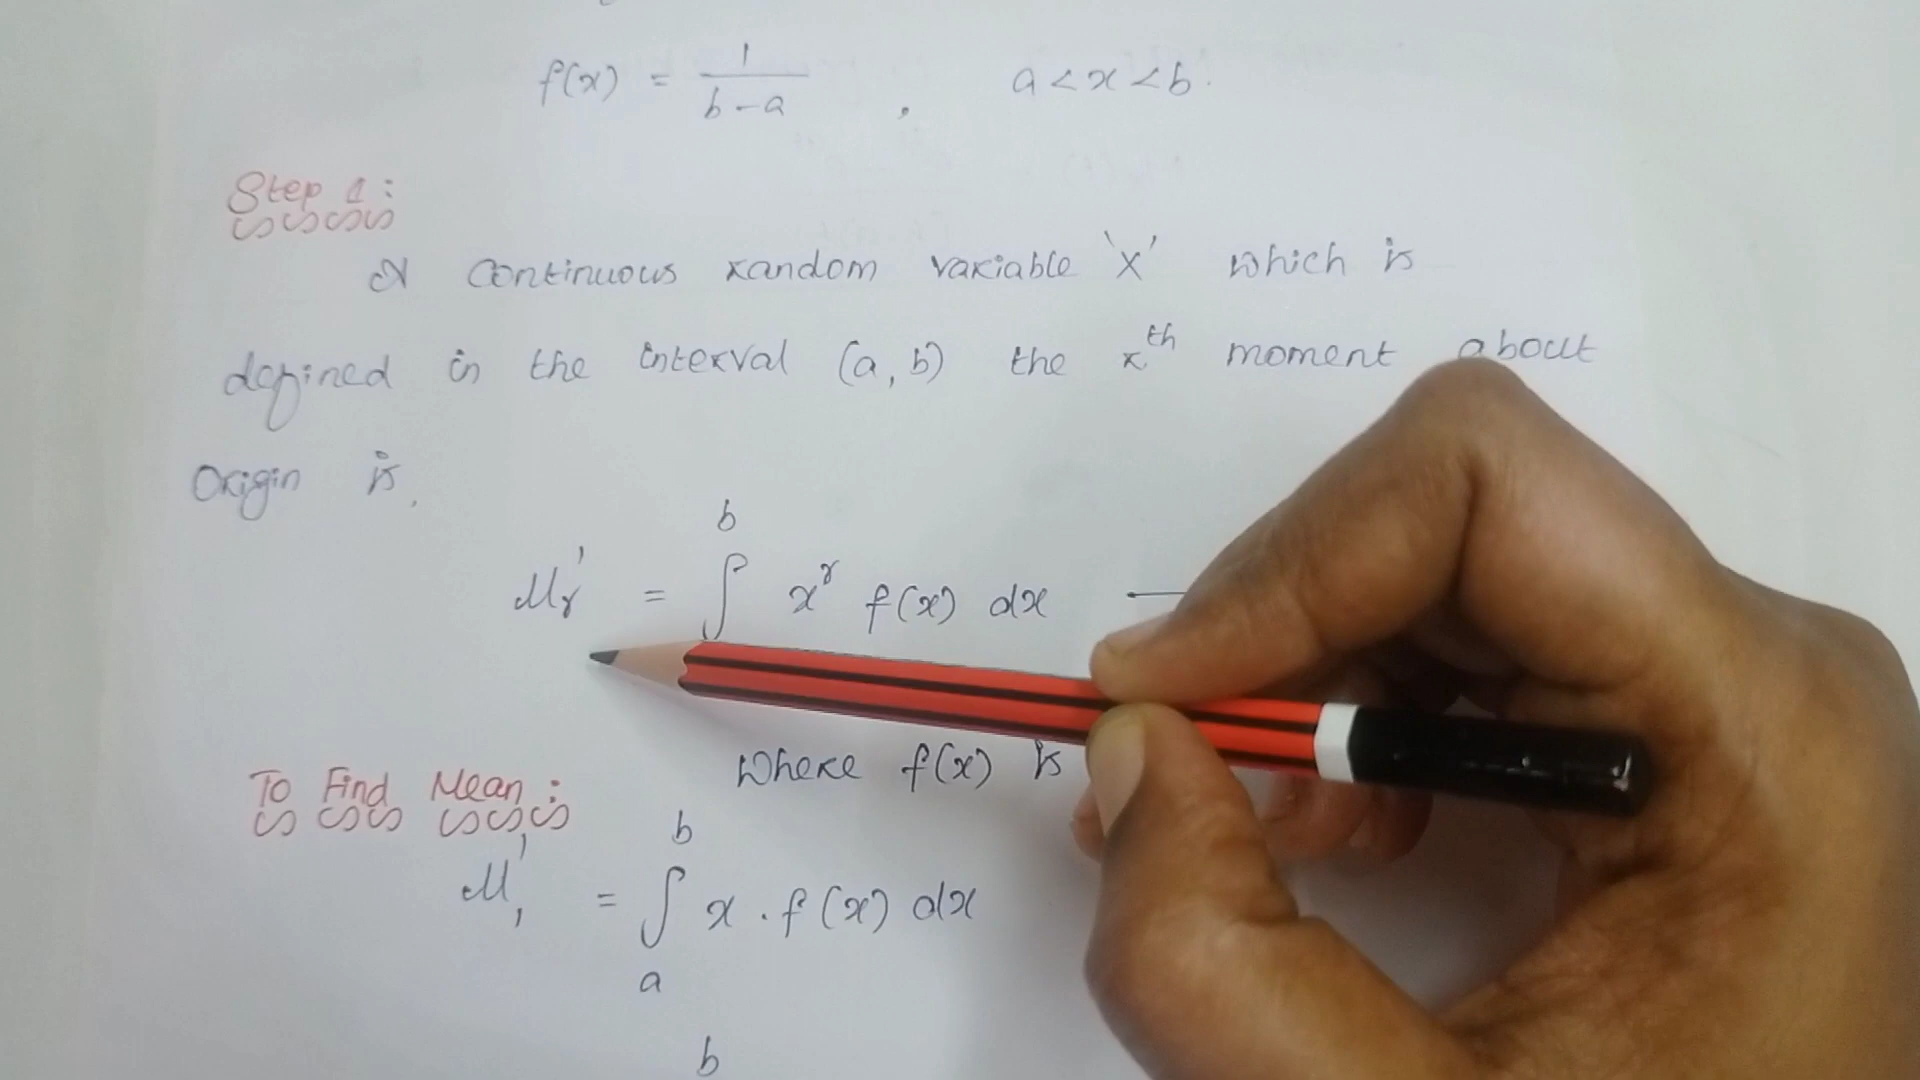 f(x) = 1/(b-a) , a<x<b.
Step 1:
A Continuous random variable 'X' which is
defined in the interval (a, b) the rth moment about
Origin is,
b
μr' = ∫ x^r f(x) dx
where f(x) is
To Find Mean :
b
μ1' = ∫ x . f(x) dx
a
b